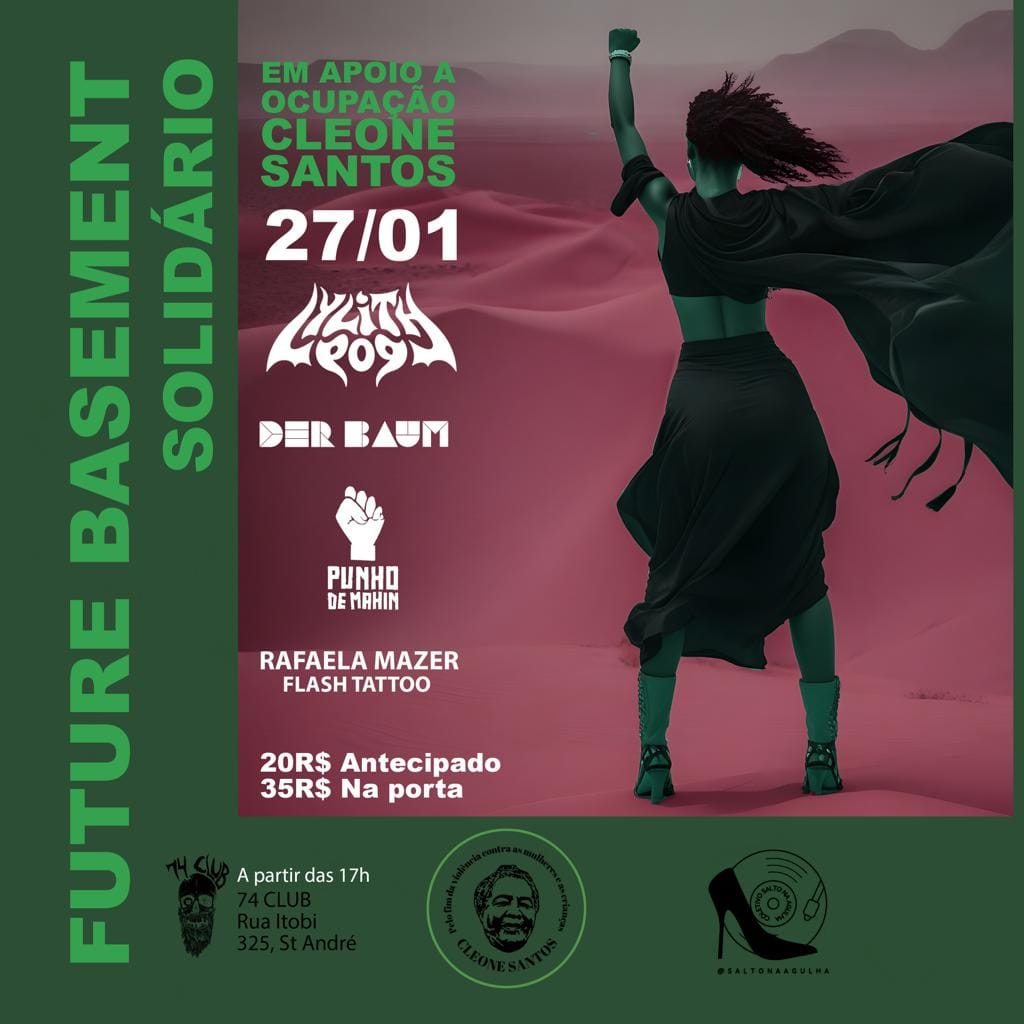 FUTURE BASEMENT
SOLIDÁRIO
EM APOIO A
OCUPAÇÃO
CLEONE
SANTOS
27/01
LYLITH
POP
DER BAUM
PUNHO
DE MAHIN
RAFAELA MAZER
FLASH TATTOO
20R$ Antecipado
35R$ Na porta
74 CLUB
A partir das 17h
74 CLUB
Rua Itobi
325, St André
Pelo fim da violência contra as mulheres e as crianças
CLEONE SANTOS
COLETIVO SALTO NA AGULHA
@SALTONAAGULHA